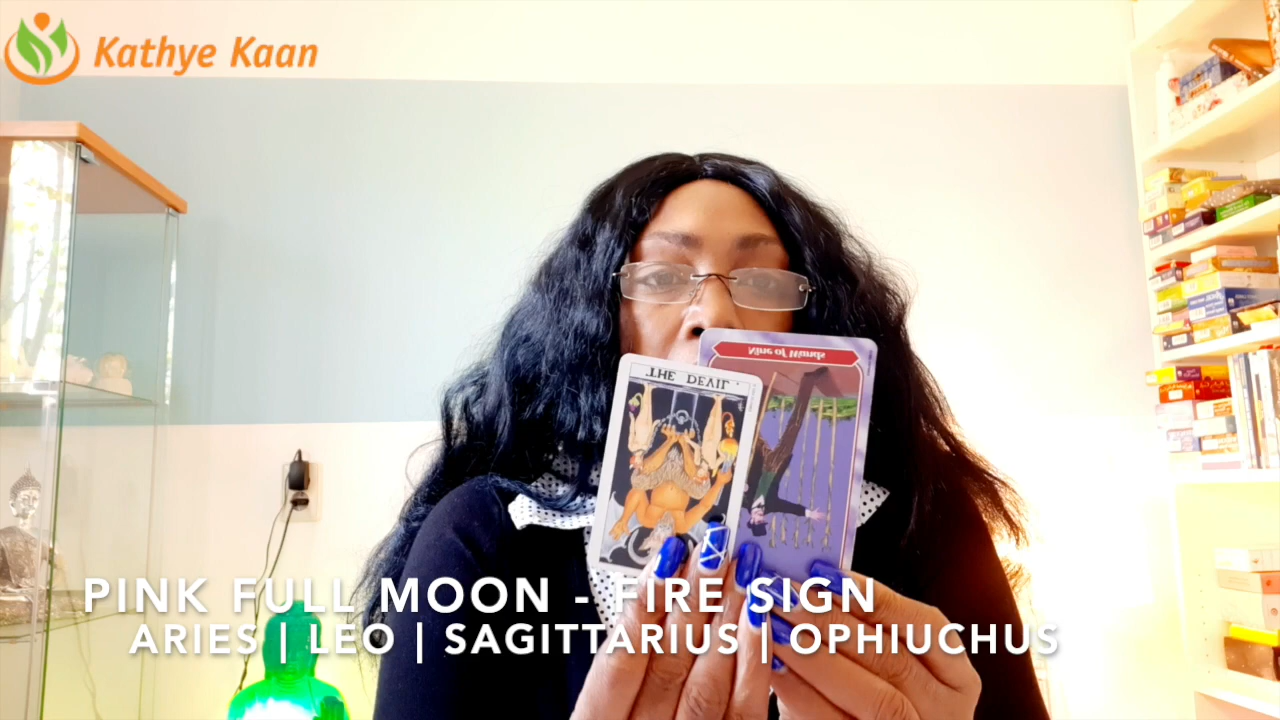 Kathye Kaan
Nine of Wands
THE DEVIL.
PINK FULL MOON - FIRE SIGN
ARIES | LEO | SAGITTARIUS | OPHIUCHUS